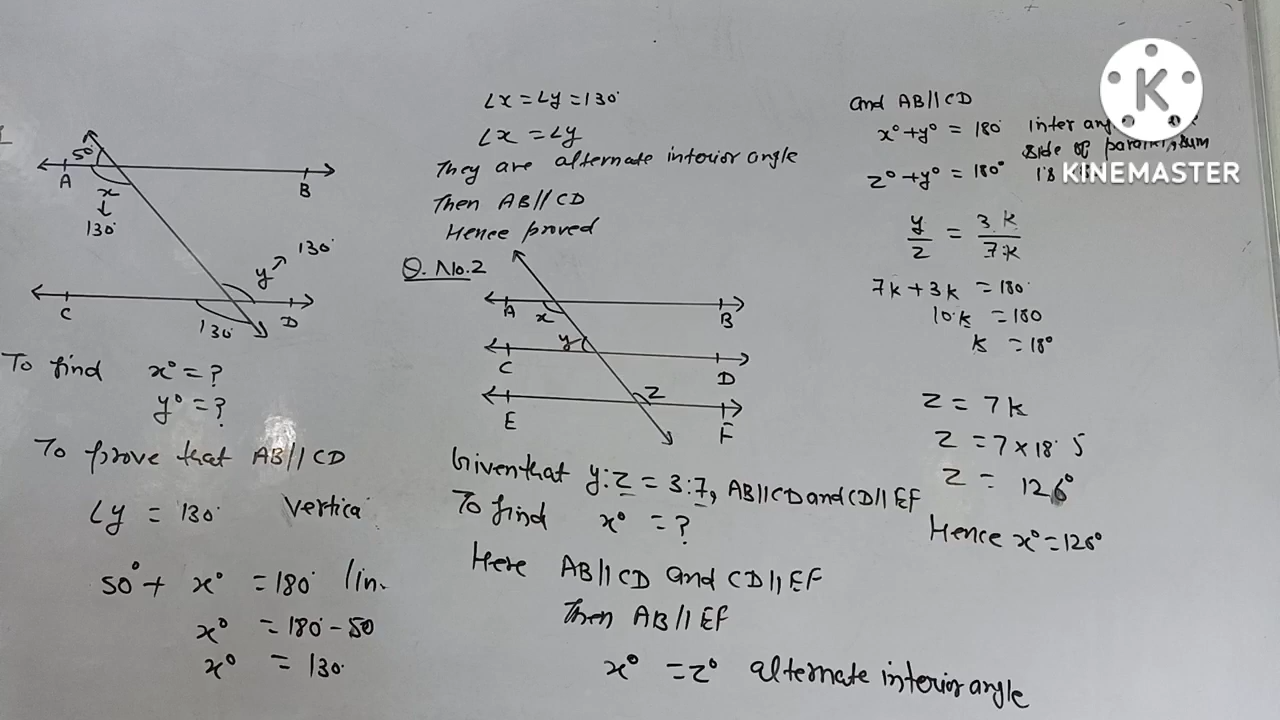 50°
A
B
x
↓
130°
y → 130°
C
130°
D
To find x° = ?
y° = ?
To prove that AB//CD
∠y = 130°
50° + x° = 180°
x° = 180 - 50
x° = 130°
∠x = ∠y = 130°
∠x = ∠y
They are alternate interior angle
Then AB//CD
Hence proved
Q. No.2
A
x
B
y
C
D
z
E
F
Given that y:z = 3:7, AB//CD and CD//EF
To find x° = ?
Here AB//CD and CD//EF
Then AB//EF
x° = z° alternate interior angle
and AB//CD
x° + y° = 180° inter
side of
z° + y° = 180°
y/z = 3k/7k
7k + 3k = 180°
10k = 180
k = 18°
z = 7k
z = 7×18
z = 126°
Hence x° = 126°
K
KINEMASTER